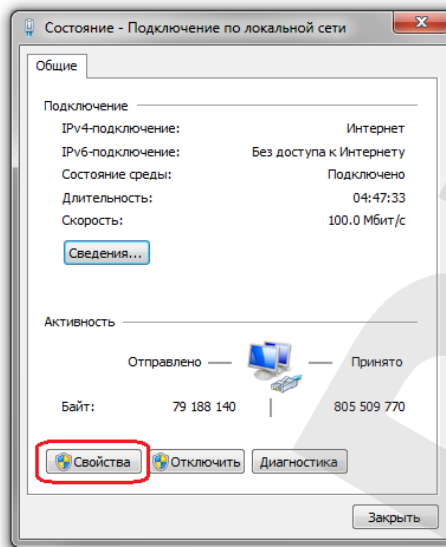 Состояние - Подключение по локальной сети
Общие
Подключение
IPv4-подключение: Интернет
IPv6-подключение: Без доступа к Интернету
Состояние среды: Подключено
Длительность: 04:47:33
Скорость: 100.0 Мбит/с
Сведения...
Активность
Отправлено Принято
Байт: 79 188 140 805 509 770
Свойства Отключить Диагностика
Закрыть